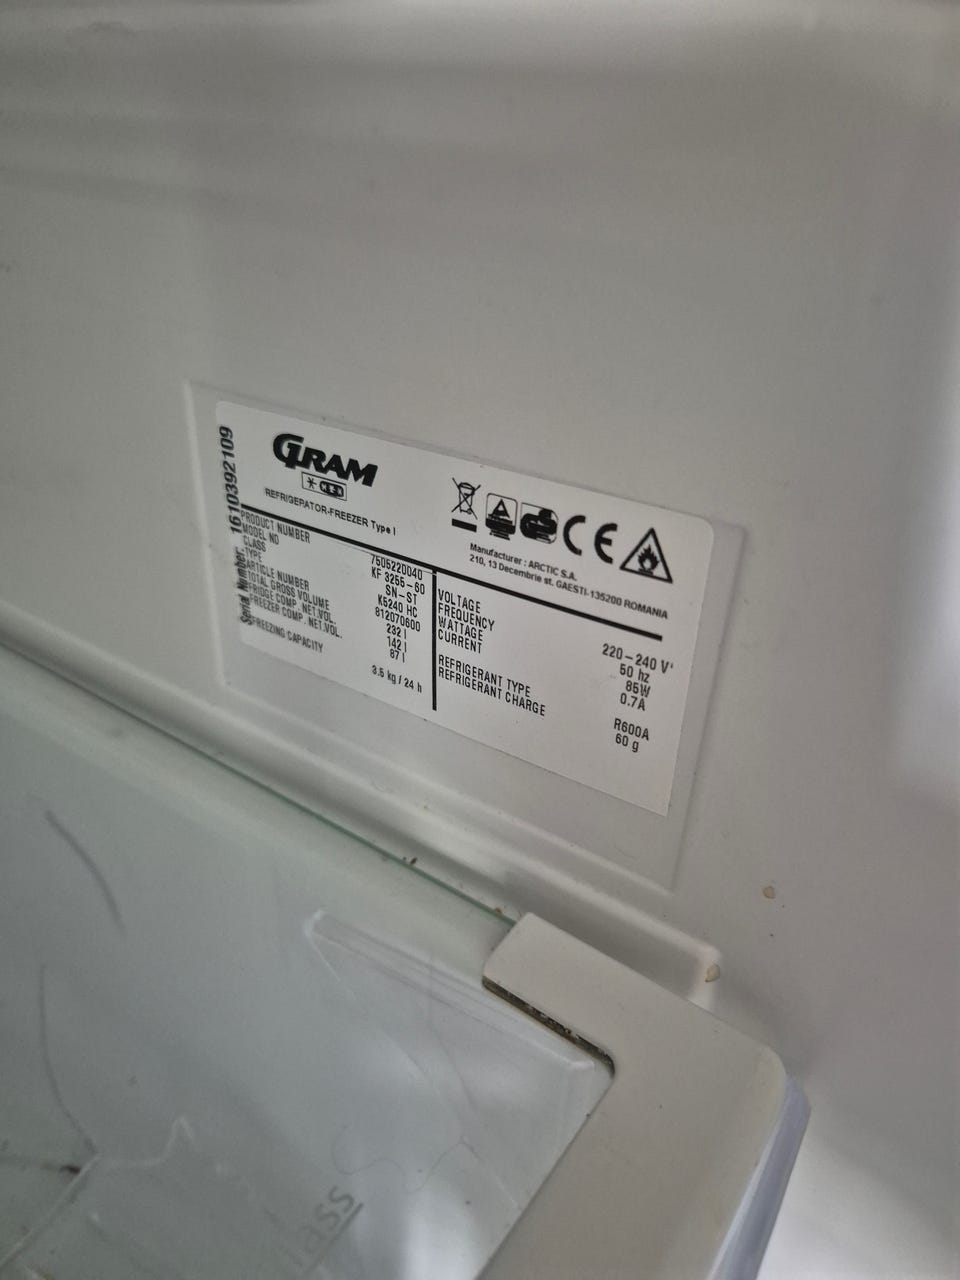 Serial Number: 1610392109
GRAM
REFRIGERATOR-FREEZER Type I
Manufacturer : ARCTIC S.A.
210, 13 Decembrie st. GAESTI-135200 ROMANIA
PRODUCT NUMBER 7505220040
MODEL NO KF 3255-60
CLASS SN-ST
TYPE K5240 HC
ARTICLE NUMBER 812070600
TOTAL GROSS VOLUME 232 l
FRIDGE COMP. NET.VOL. 142 l
FREEZER COMP. NET.VOL. 87 l
FREEZING CAPACITY 3.5 kg / 24 h
VOLTAGE 220-240 V
FREQUENCY 50 hz
WATTAGE 85W
CURRENT 0.7A
REFRIGERANT TYPE R600A
REFRIGERANT CHARGE 60 g